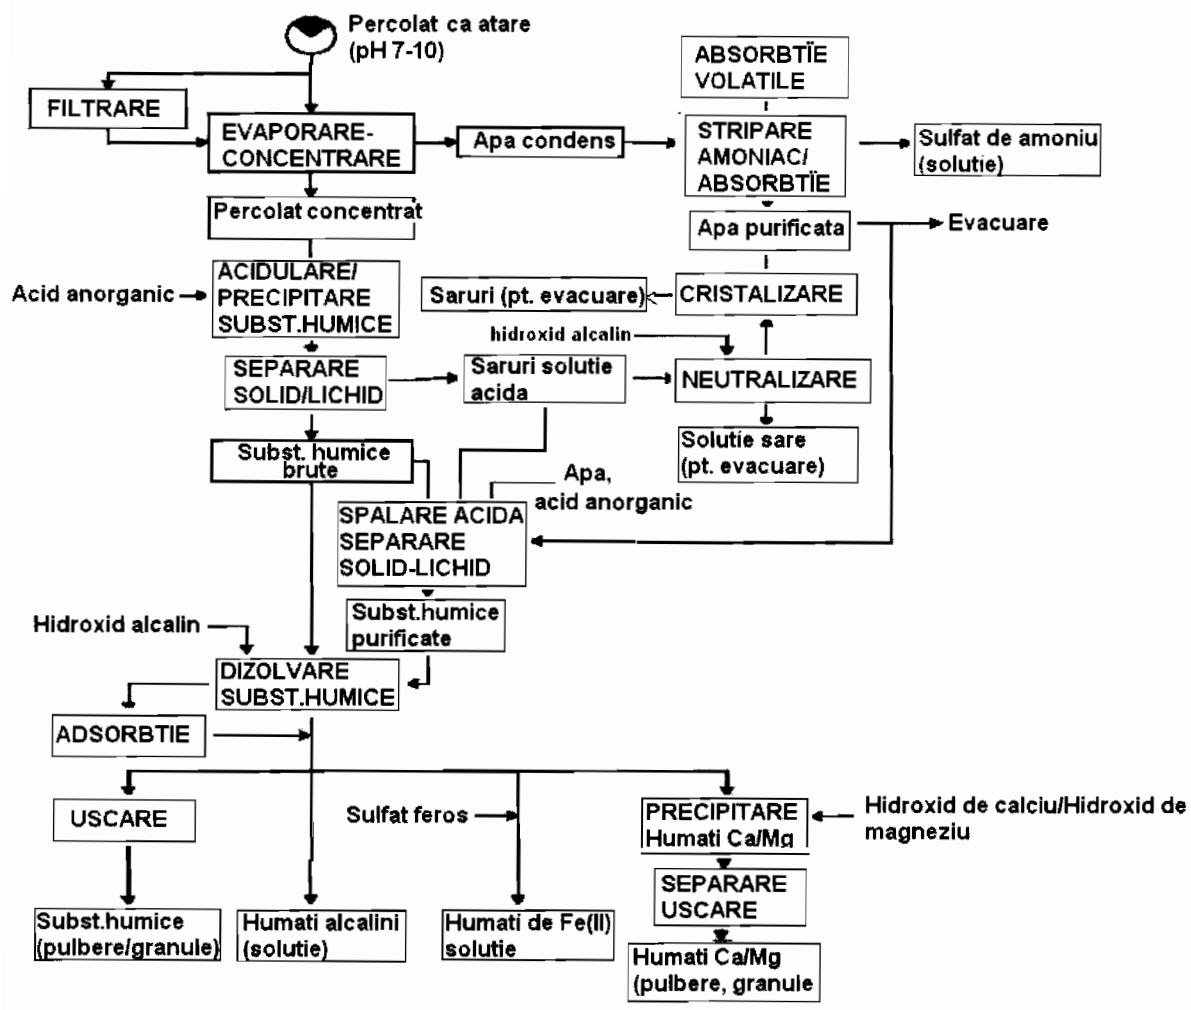 Percolat ca atare
(pH 7-10)
FILTRARE
EVAPORARE-
CONCENTRARE
Apa condens
ABSORBTÏE
VOLATILE
STRIPARE
AMONIAC/
ABSORBTÏE
Sulfat de amoniu
(solutie)
Percolat concentrat
Apa purificata
Evacuare
Acid anorganic
ACIDULARE/
PRECIPITARE
SUBST.HUMICE
Saruri (pt. evacuare)
CRISTALIZARE
hidroxid alcalin
SEPARARE
SOLID/LICHID
Saruri solutie
acida
NEUTRALIZARE
Subst. humice
brute
Solutie sare
(pt. evacuare)
Apa,
acid anorganic
SPALARE ACIDA
SEPARARE
SOLID-LICHID
Subst.humice
purificate
Hidroxid alcalin
DIZOLVARE
SUBST.HUMICE
ADSORBTIE
USCARE
Sulfat feros
PRECIPITARE
Humati Ca/Mg
Hidroxid de calciu/Hidroxid de
magneziu
SEPARARE
USCARE
Subst.humice
(pulbere/granule)
Humati alcalini
(solutie)
Humati de Fe(II)
solutie
Humati Ca/Mg
(pulbere, granule